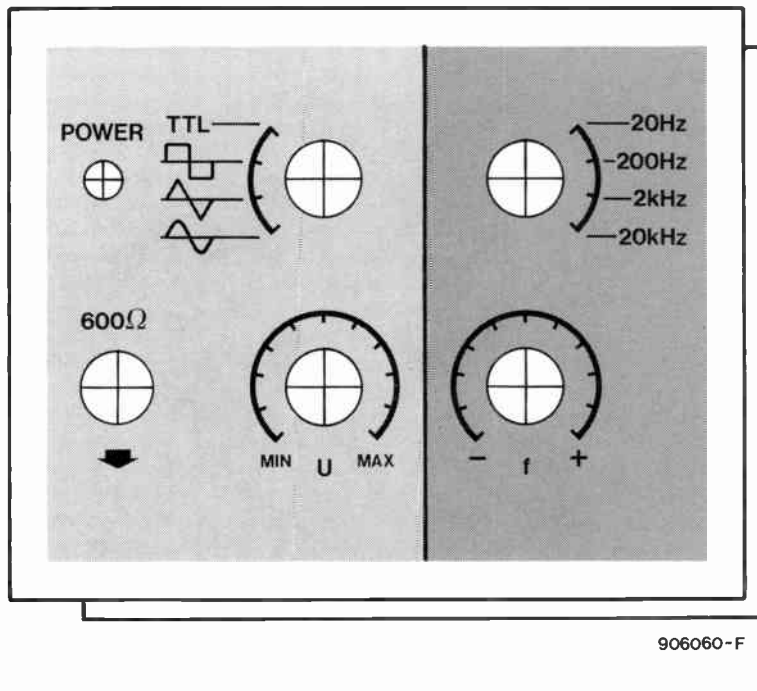 POWER
TTL
20Hz
200Hz
2kHz
20kHz
600Ω
MIN U MAX
- f +
906060-F